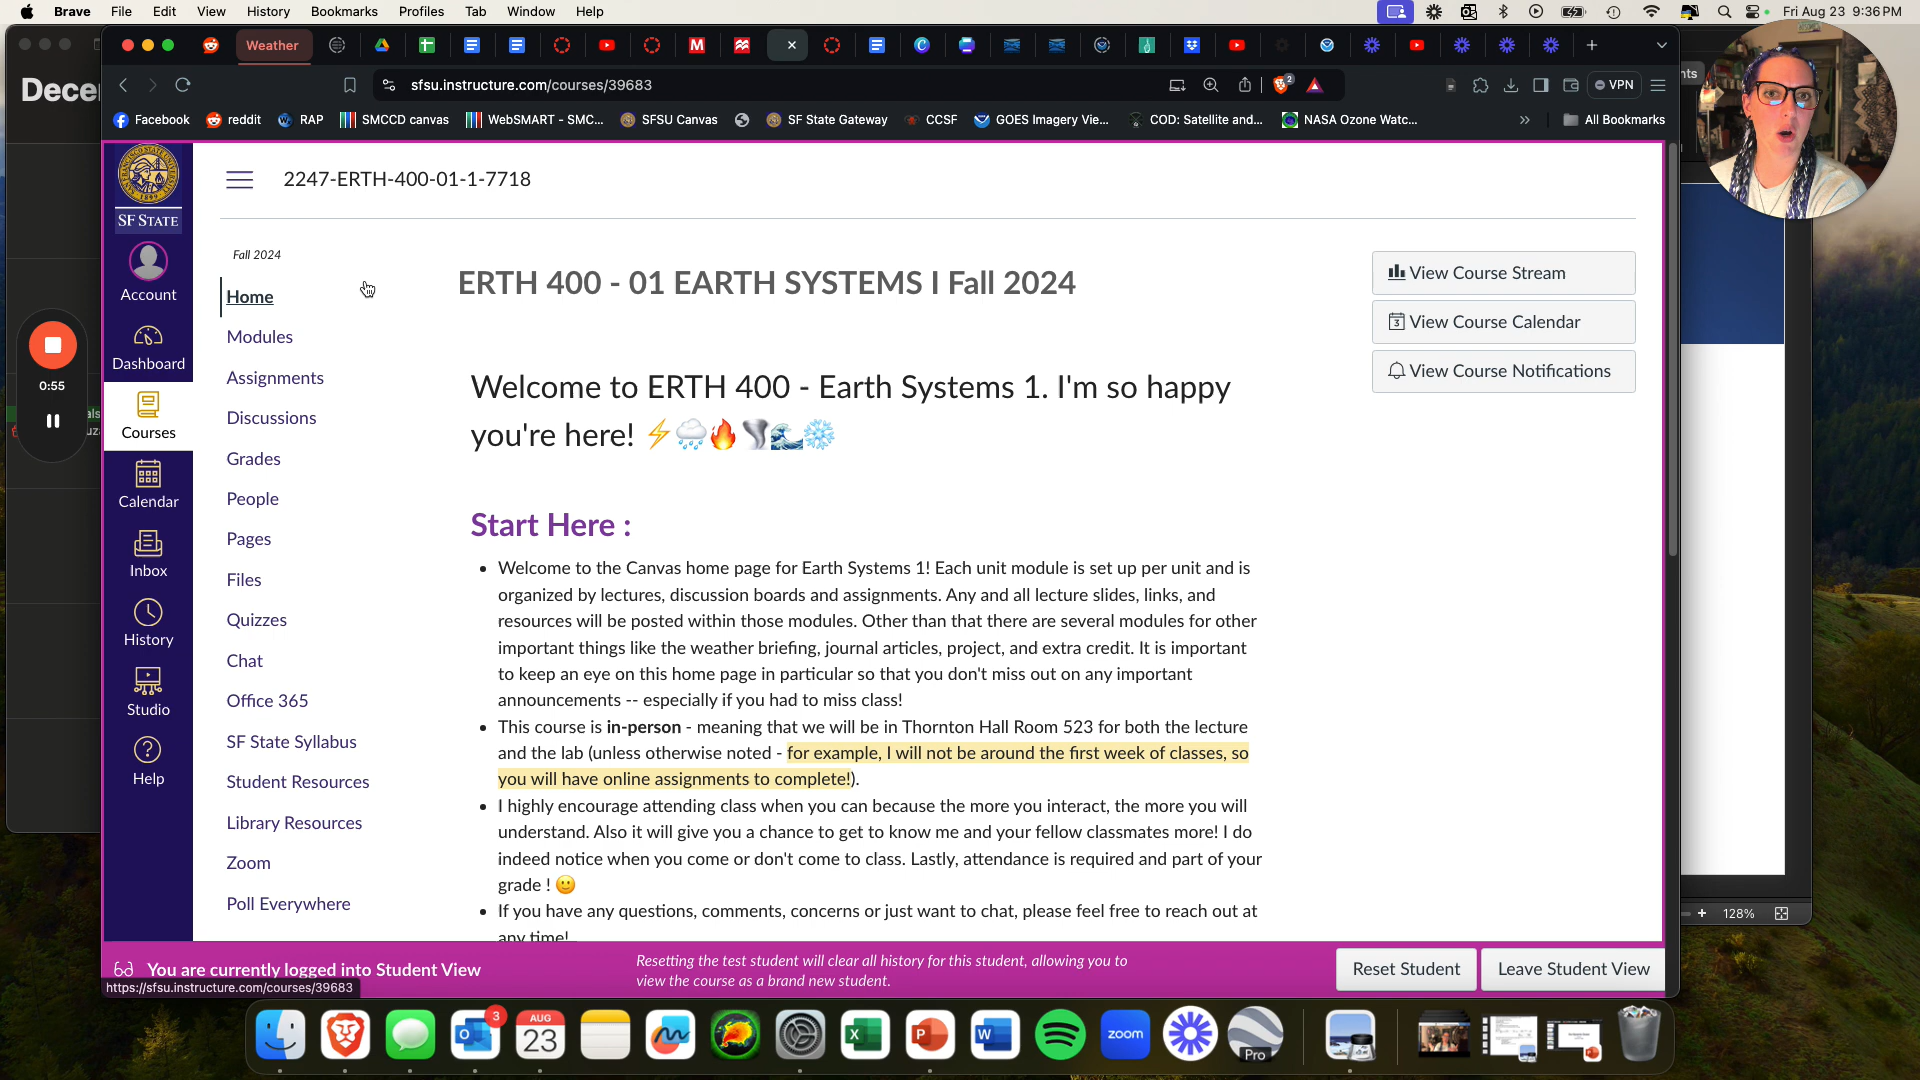 Brave File Edit View History Bookmarks Profiles Tab Window Help
Fri Aug 23 9:36 PM
Weather
sfsu.instructure.com/courses/39683
2
VPN
Facebook reddit RAP SMCCD canvas WebSMART - SMC... SFSU Canvas SF State Gateway CCSF GOES Imagery Vie... COD: Satellite and... NASA Ozone Watc... » All Bookmarks
SF STATE
Account
Dashboard
Courses
Calendar
Inbox
History
Studio
Help
0:55
2247-ERTH-400-01-1-7718
Fall 2024
Home
Modules
Assignments
Discussions
Grades
People
Pages
Files
Quizzes
Chat
Office 365
SF State Syllabus
Student Resources
Library Resources
Zoom
Poll Everywhere
ERTH 400 - 01 EARTH SYSTEMS I Fall 2024
Welcome to ERTH 400 - Earth Systems 1. I'm so happy
you're here! ⚡🌧️🔥🌪️🌊❄️
Start Here :
• Welcome to the Canvas home page for Earth Systems 1! Each unit module is set up per unit and is
organized by lectures, discussion boards and assignments. Any and all lecture slides, links, and
resources will be posted within those modules. Other than that there are several modules for other
important things like the weather briefing, journal articles, project, and extra credit. It is important
to keep an eye on this home page in particular so that you don't miss out on any important
announcements -- especially if you had to miss class!
• This course is in-person - meaning that we will be in Thornton Hall Room 523 for both the lecture
and the lab (unless otherwise noted - for example, I will not be around the first week of classes, so
you will have online assignments to complete!).
• I highly encourage attending class when you can because the more you interact, the more you will
understand. Also it will give you a chance to get to know me and your fellow classmates more! I do
indeed notice when you come or don't come to class. Lastly, attendance is required and part of your
grade ! 🙂
• If you have any questions, comments, concerns or just want to chat, please feel free to reach out at
any time!
View Course Stream
View Course Calendar
View Course Notifications
You are currently logged into Student View
Resetting the test student will clear all history for this student, allowing you to
view the course as a brand new student.
Reset Student
Leave Student View
https://sfsu.instructure.com/courses/39683
128%
3
AUG
23
zoom
Pro